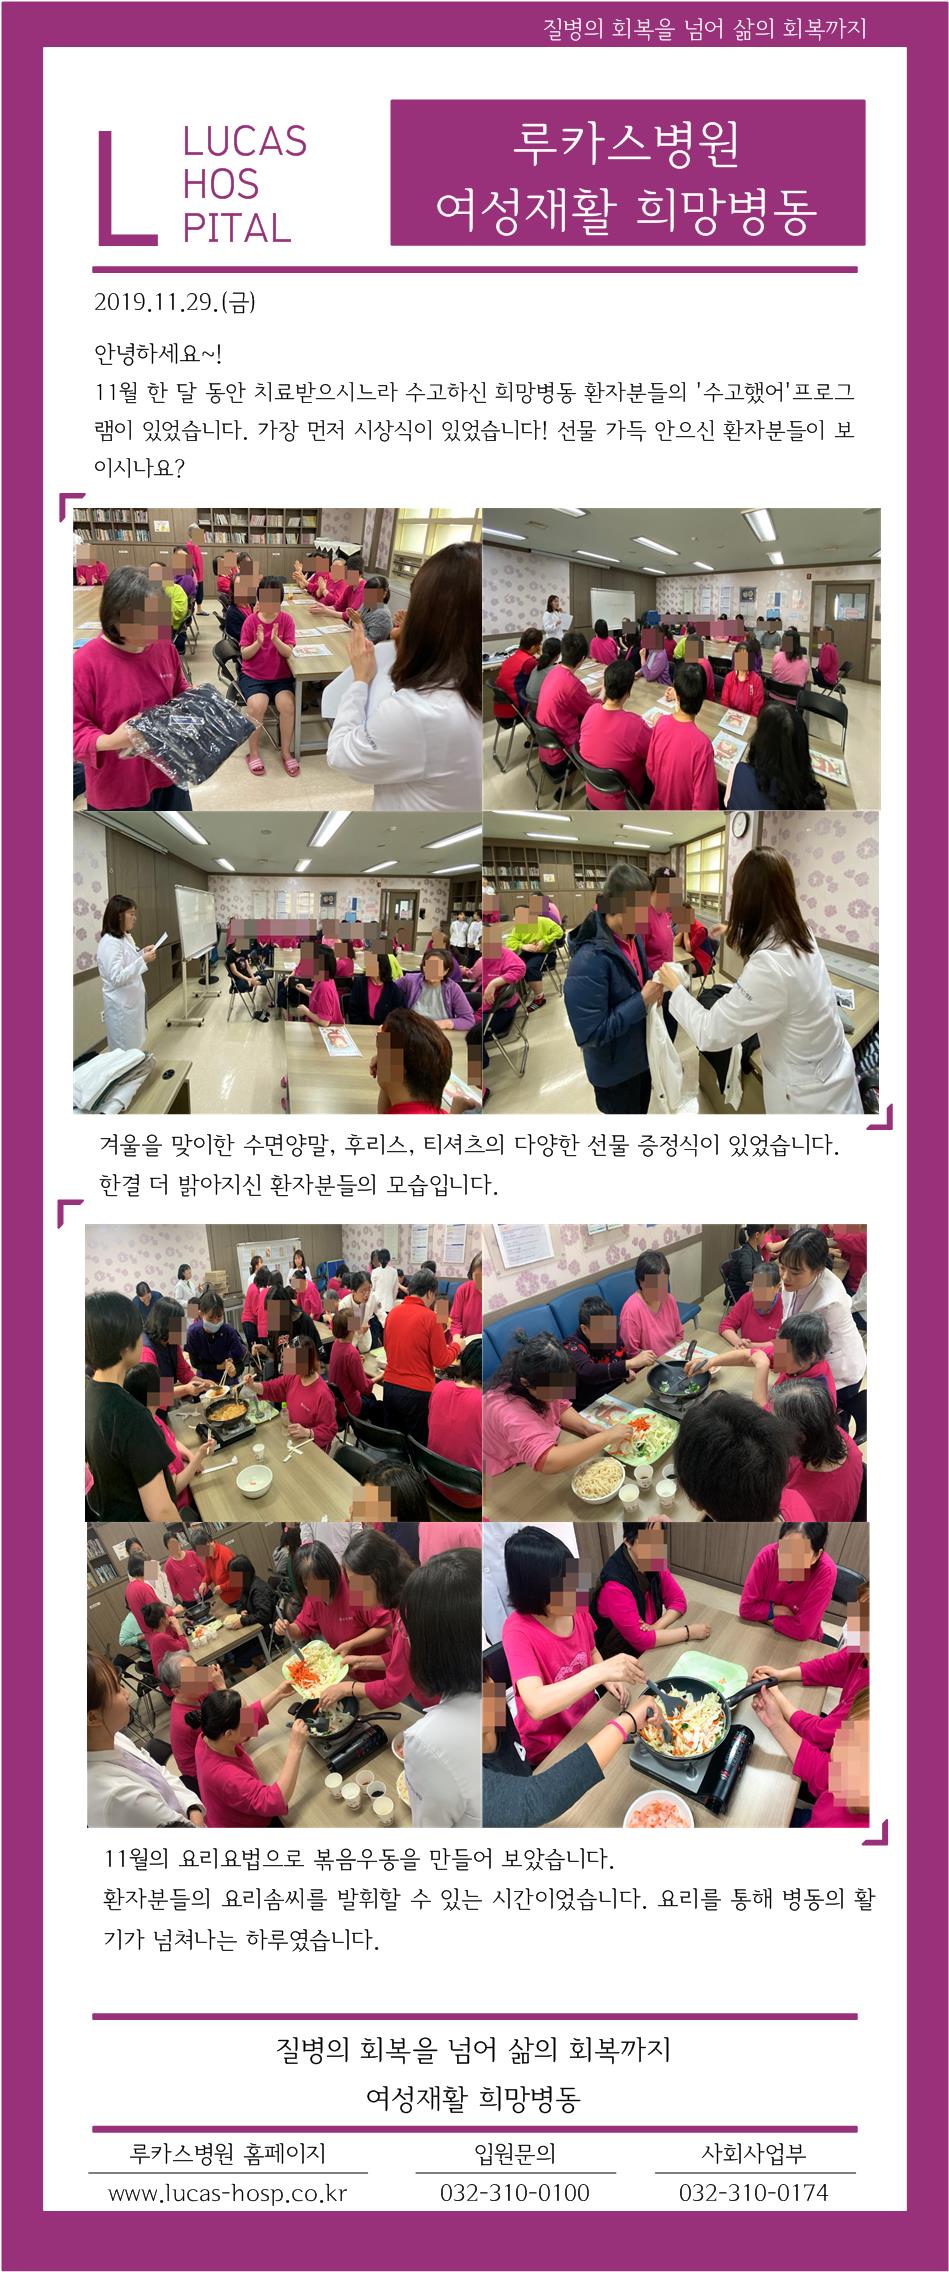 질병의 회복을 넘어 삶의 회복까지
LUCAS
HOS
PITAL
루카스병원
여성재활 희망병동
2019.11.29.(금)
안녕하세요~!
11월 한 달 동안 치료받으시느라 수고하신 희망병동 환자분들의 '수고했어'프로그
램이 있었습니다. 가장 먼저 시상식이 있었습니다! 선물 가득 안으신 환자분들이 보
이시나요?
겨울을 맞이한 수면양말, 후리스, 티셔츠의 다양한 선물 증정식이 있었습니다.
한결 더 밝아지신 환자분들의 모습입니다.
11월의 요리요법으로 볶음우동을 만들어 보았습니다.
환자분들의 요리솜씨를 발휘할 수 있는 시간이었습니다. 요리를 통해 병동의 활
기가 넘쳐나는 하루였습니다.
질병의 회복을 넘어 삶의 회복까지
여성재활 희망병동
루카스병원 홈페이지
입원문의
사회사업부
www.lucas-hosp.co.kr
032-310-0100
032-310-0174